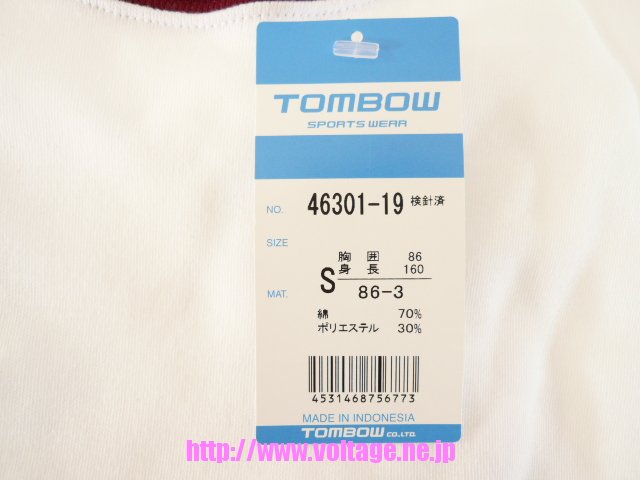 TOMBOW
SPORTS WEAR
NO. 46301-19 検針済
SIZE
S
胸囲 86
身長 160
MAT. 86-3
綿 70%
ポリエステル 30%
4531468756773
MADE IN INDONESIA
TOMBOW CO.LTD.
http://www.voltage.ne.jp